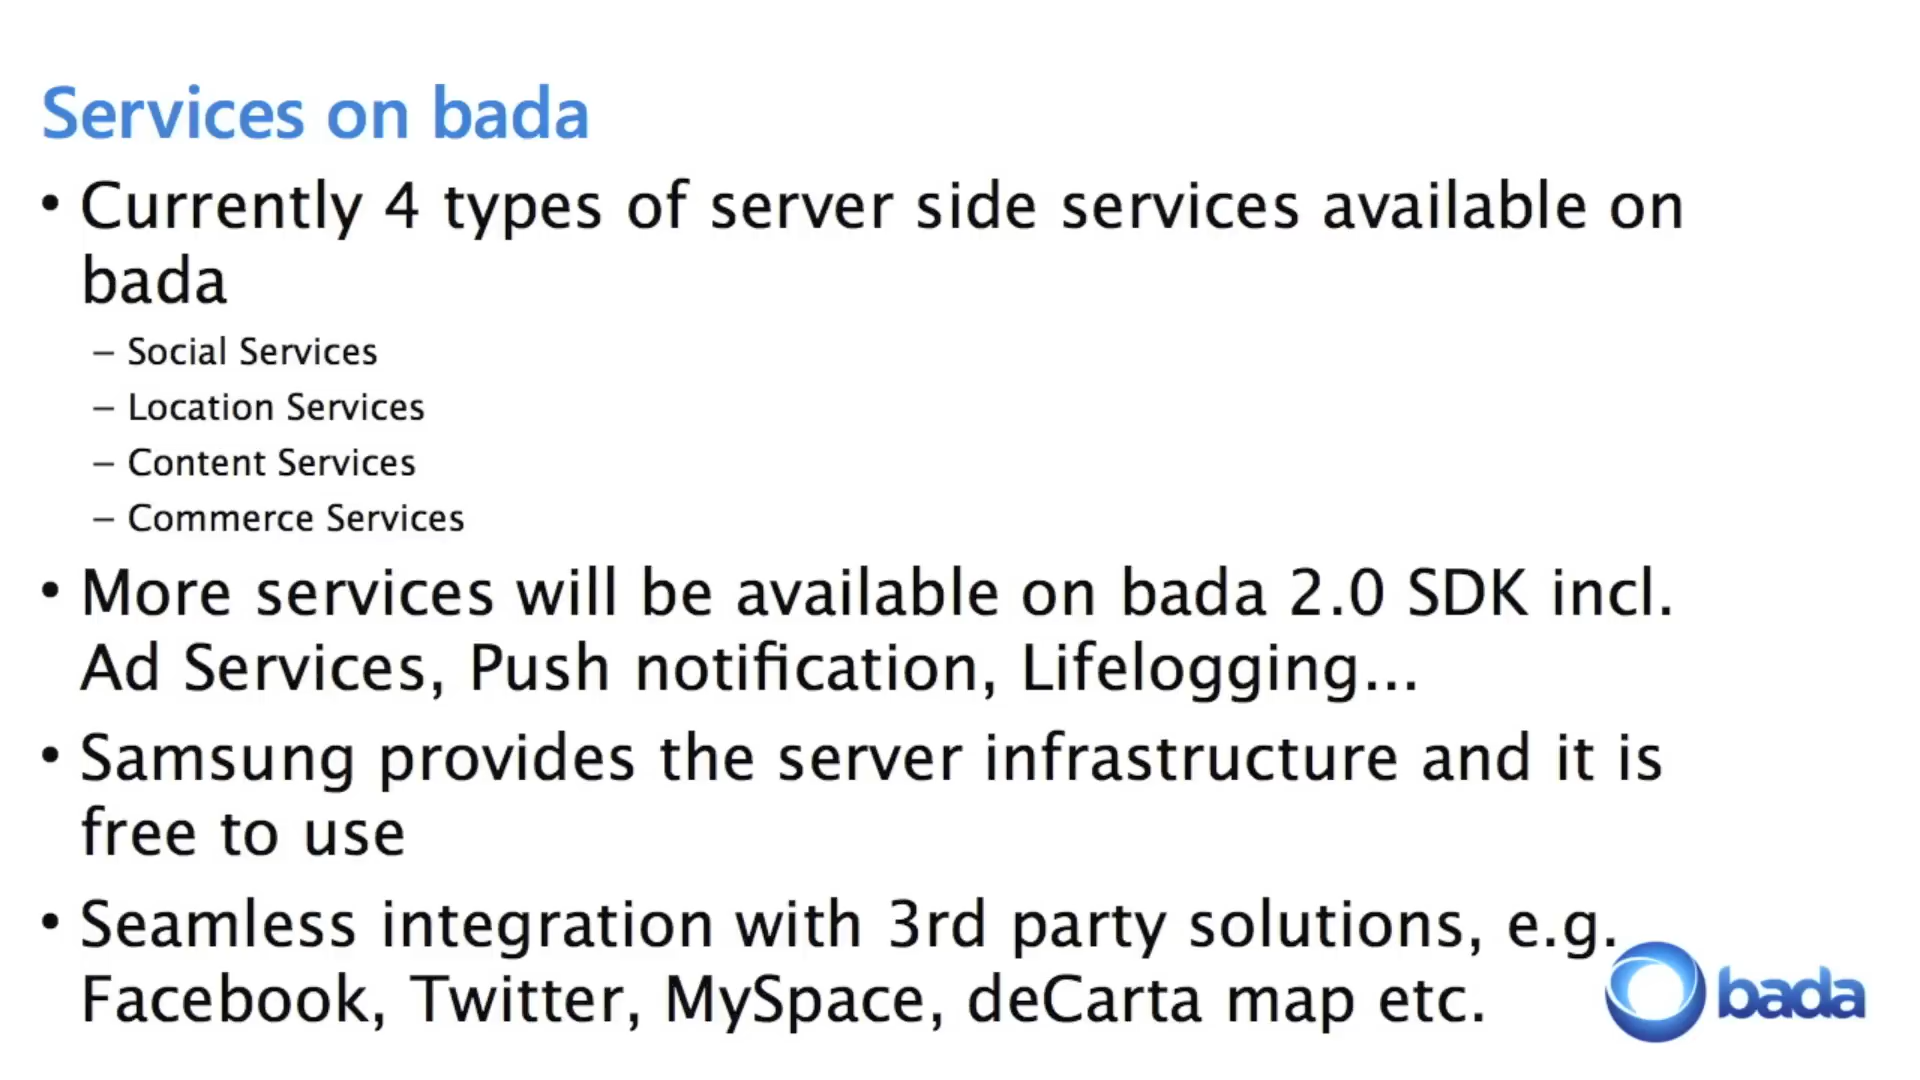 Services on bada
• Currently 4 types of server side services available on
bada
– Social Services
– Location Services
– Content Services
– Commerce Services
• More services will be available on bada 2.0 SDK incl.
Ad Services, Push notification, Lifelogging...
• Samsung provides the server infrastructure and it is
free to use
• Seamless integration with 3rd party solutions, e.g.
Facebook, Twitter, MySpace, deCarta map etc.
bada